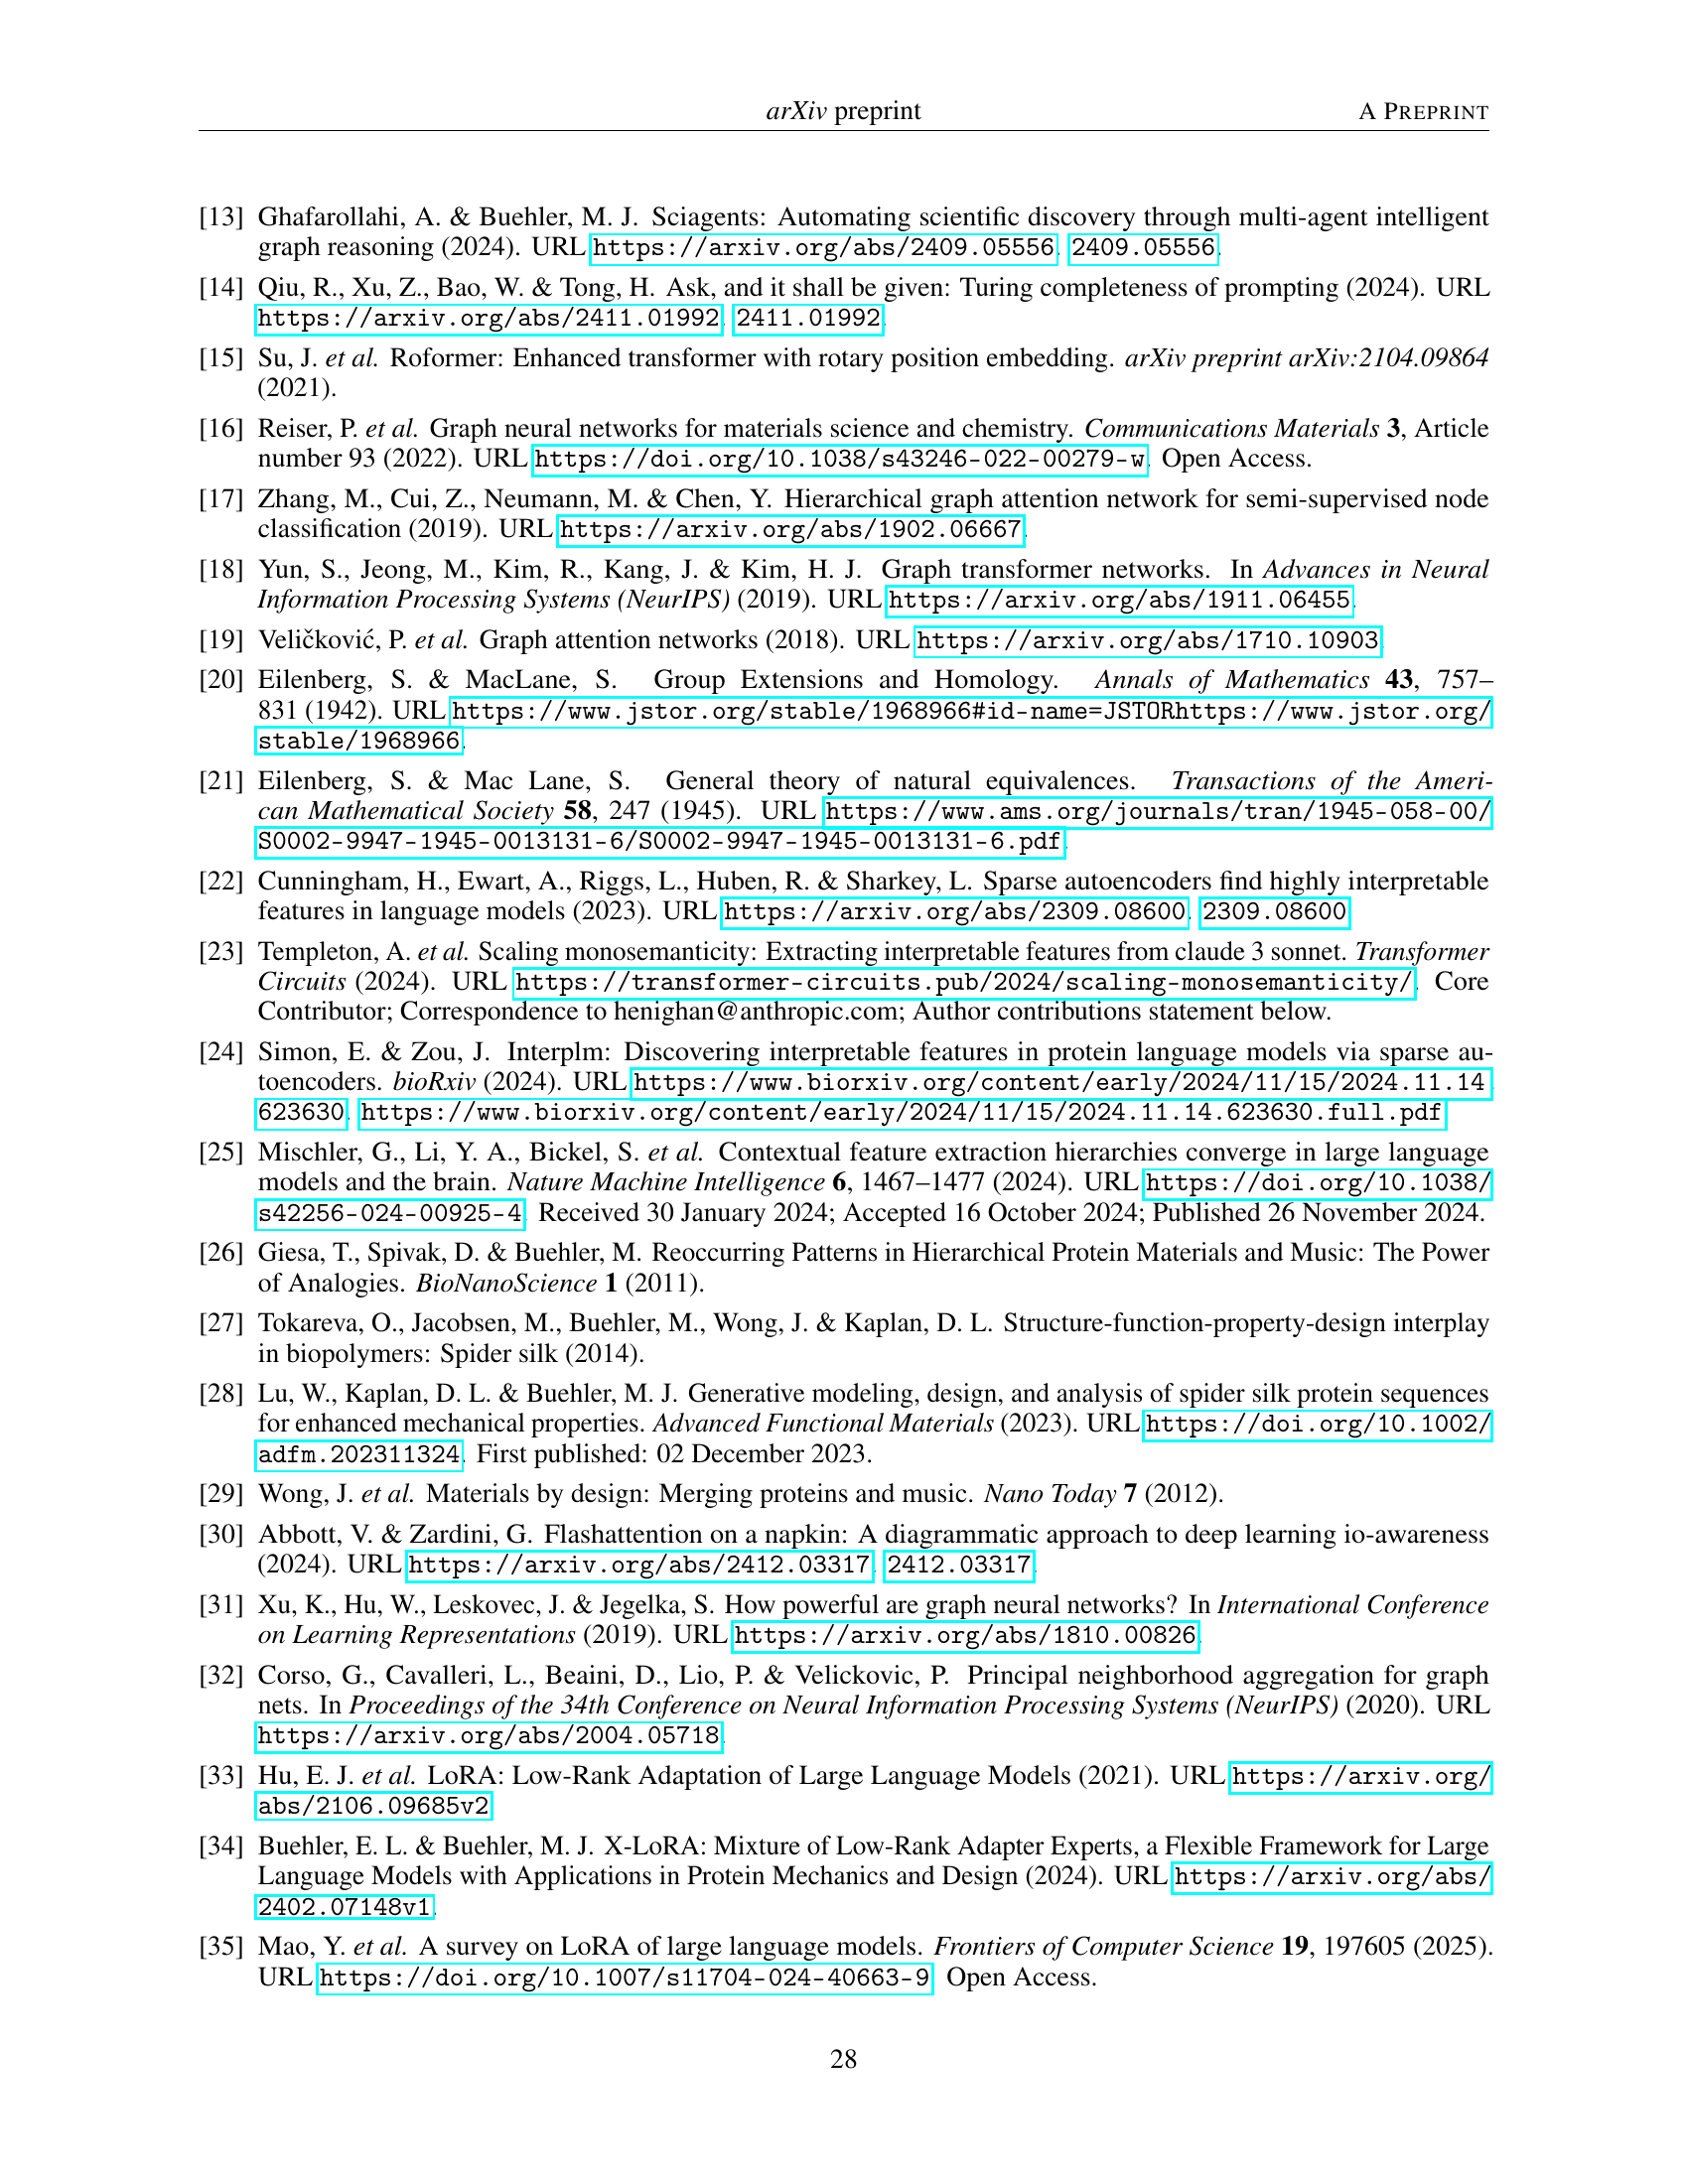 arXiv preprint
A PREPRINT
[13] Ghafarollahi, A. & Buehler, M. J. Sciagents: Automating scientific discovery through multi-agent intelligent
graph reasoning (2024). URL https://arxiv.org/abs/2409.05556. 2409.05556.
[14] Qiu, R., Xu, Z., Bao, W. & Tong, H. Ask, and it shall be given: Turing completeness of prompting (2024). URL
https://arxiv.org/abs/2411.01992. 2411.01992.
[15] Su, J. et al. Roformer: Enhanced transformer with rotary position embedding. arXiv preprint arXiv:2104.09864
(2021).
[16] Reiser, P. et al. Graph neural networks for materials science and chemistry. Communications Materials 3, Article
number 93 (2022). URL https://doi.org/10.1038/s43246-022-00279-w. Open Access.
[17] Zhang, M., Cui, Z., Neumann, M. & Chen, Y. Hierarchical graph attention network for semi-supervised node
classification (2019). URL https://arxiv.org/abs/1902.06667.
[18] Yun, S., Jeong, M., Kim, R., Kang, J. & Kim, H. J. Graph transformer networks. In Advances in Neural
Information Processing Systems (NeurIPS) (2019). URL https://arxiv.org/abs/1911.06455.
[19] Veličković, P. et al. Graph attention networks (2018). URL https://arxiv.org/abs/1710.10903.
[20] Eilenberg, S. & MacLane, S. Group Extensions and Homology. Annals of Mathematics 43, 757–
831 (1942). URL https://www.jstor.org/stable/1968966#id-name=JSTORhttps://www.jstor.org/
stable/1968966.
[21] Eilenberg, S. & Mac Lane, S. General theory of natural equivalences. Transactions of the Ameri-
can Mathematical Society 58, 247 (1945). URL https://www.ams.org/journals/tran/1945-058-00/
S0002-9947-1945-0013131-6/S0002-9947-1945-0013131-6.pdf.
[22] Cunningham, H., Ewart, A., Riggs, L., Huben, R. & Sharkey, L. Sparse autoencoders find highly interpretable
features in language models (2023). URL https://arxiv.org/abs/2309.08600. 2309.08600.
[23] Templeton, A. et al. Scaling monosemanticity: Extracting interpretable features from claude 3 sonnet. Transformer
Circuits (2024). URL https://transformer-circuits.pub/2024/scaling-monosemanticity/. Core
Contributor; Correspondence to henighan@anthropic.com; Author contributions statement below.
[24] Simon, E. & Zou, J. Interplm: Discovering interpretable features in protein language models via sparse au-
toencoders. bioRxiv (2024). URL https://www.biorxiv.org/content/early/2024/11/15/2024.11.14.
623630. https://www.biorxiv.org/content/early/2024/11/15/2024.11.14.623630.full.pdf.
[25] Mischler, G., Li, Y. A., Bickel, S. et al. Contextual feature extraction hierarchies converge in large language
models and the brain. Nature Machine Intelligence 6, 1467–1477 (2024). URL https://doi.org/10.1038/
s42256-024-00925-4. Received 30 January 2024; Accepted 16 October 2024; Published 26 November 2024.
[26] Giesa, T., Spivak, D. & Buehler, M. Reoccurring Patterns in Hierarchical Protein Materials and Music: The Power
of Analogies. BioNanoScience 1 (2011).
[27] Tokareva, O., Jacobsen, M., Buehler, M., Wong, J. & Kaplan, D. L. Structure-function-property-design interplay
in biopolymers: Spider silk (2014).
[28] Lu, W., Kaplan, D. L. & Buehler, M. J. Generative modeling, design, and analysis of spider silk protein sequences
for enhanced mechanical properties. Advanced Functional Materials (2023). URL https://doi.org/10.1002/
adfm.202311324. First published: 02 December 2023.
[29] Wong, J. et al. Materials by design: Merging proteins and music. Nano Today 7 (2012).
[30] Abbott, V. & Zardini, G. Flashattention on a napkin: A diagrammatic approach to deep learning io-awareness
(2024). URL https://arxiv.org/abs/2412.03317. 2412.03317.
[31] Xu, K., Hu, W., Leskovec, J. & Jegelka, S. How powerful are graph neural networks? In International Conference
on Learning Representations (2019). URL https://arxiv.org/abs/1810.00826.
[32] Corso, G., Cavalleri, L., Beaini, D., Lio, P. & Velickovic, P. Principal neighborhood aggregation for graph
nets. In Proceedings of the 34th Conference on Neural Information Processing Systems (NeurIPS) (2020). URL
https://arxiv.org/abs/2004.05718.
[33] Hu, E. J. et al. LoRA: Low-Rank Adaptation of Large Language Models (2021). URL https://arxiv.org/
abs/2106.09685v2.
[34] Buehler, E. L. & Buehler, M. J. X-LoRA: Mixture of Low-Rank Adapter Experts, a Flexible Framework for Large
Language Models with Applications in Protein Mechanics and Design (2024). URL https://arxiv.org/abs/
2402.07148v1.
[35] Mao, Y. et al. A survey on LoRA of large language models. Frontiers of Computer Science 19, 197605 (2025).
URL https://doi.org/10.1007/s11704-024-40663-9. Open Access.
28